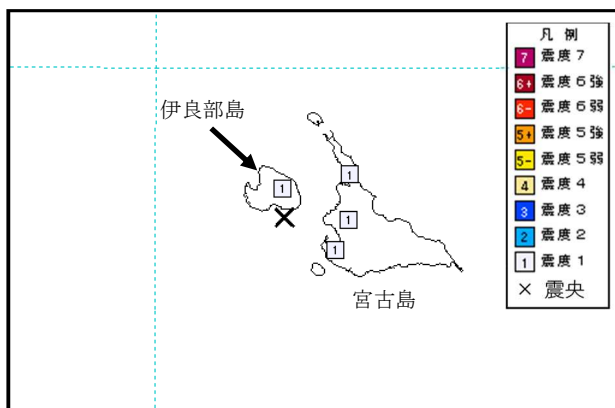 凡 例
7 震度７
6+ 震度６強
6- 震度６弱
5+ 震度５強
5- 震度５弱
4 震度４
3 震度３
2 震度２
1 震度１
× 震央
伊良部島
1
1
1
1
宮古島